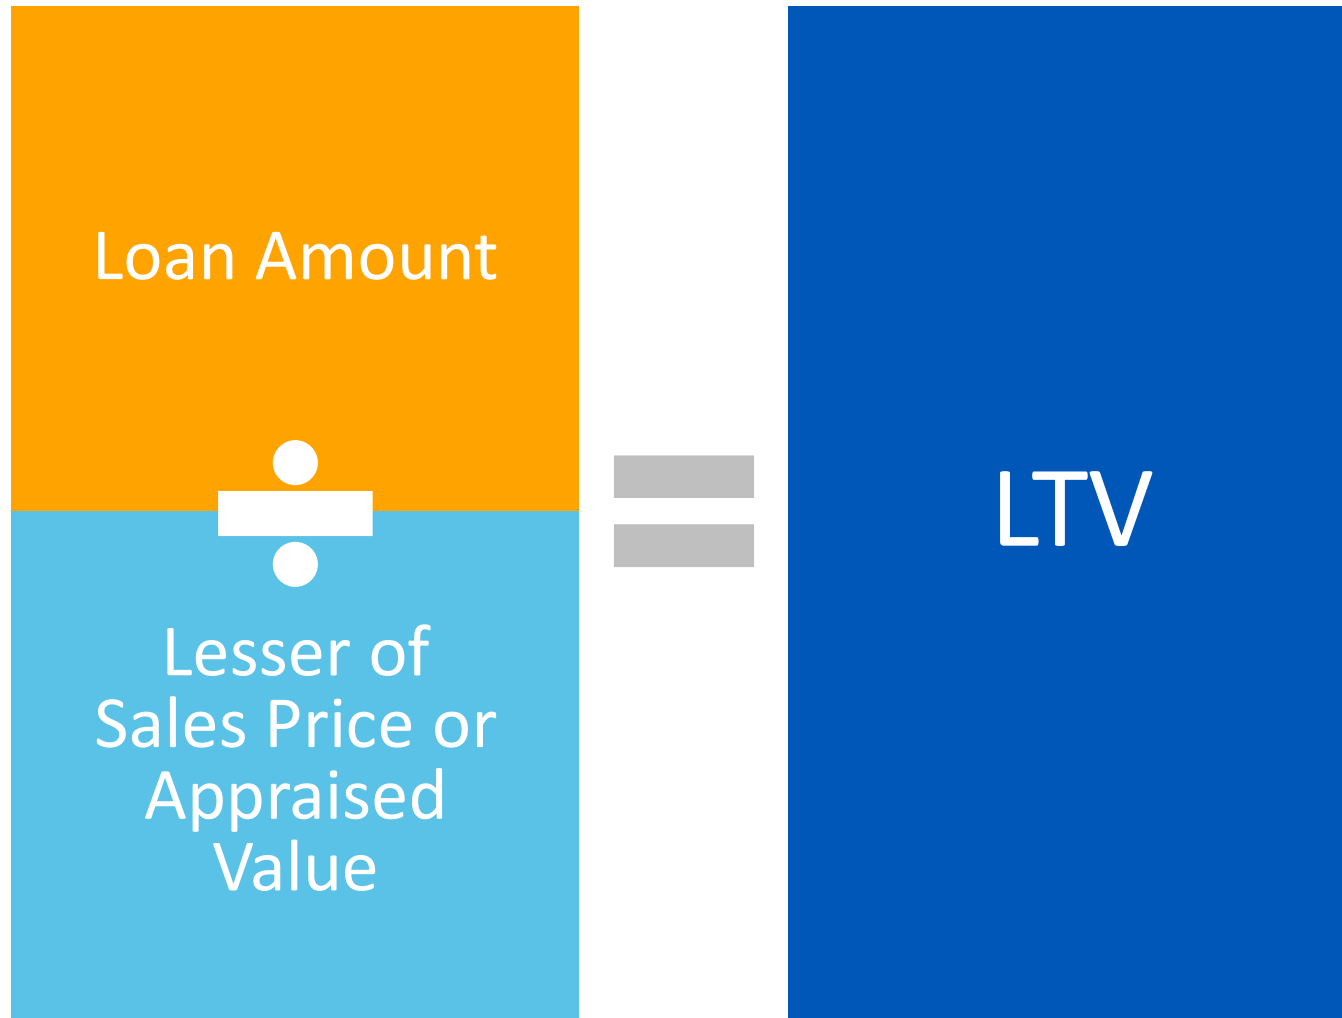 Loan Amount
Lesser of
Sales Price or
Appraised
Value
LTV